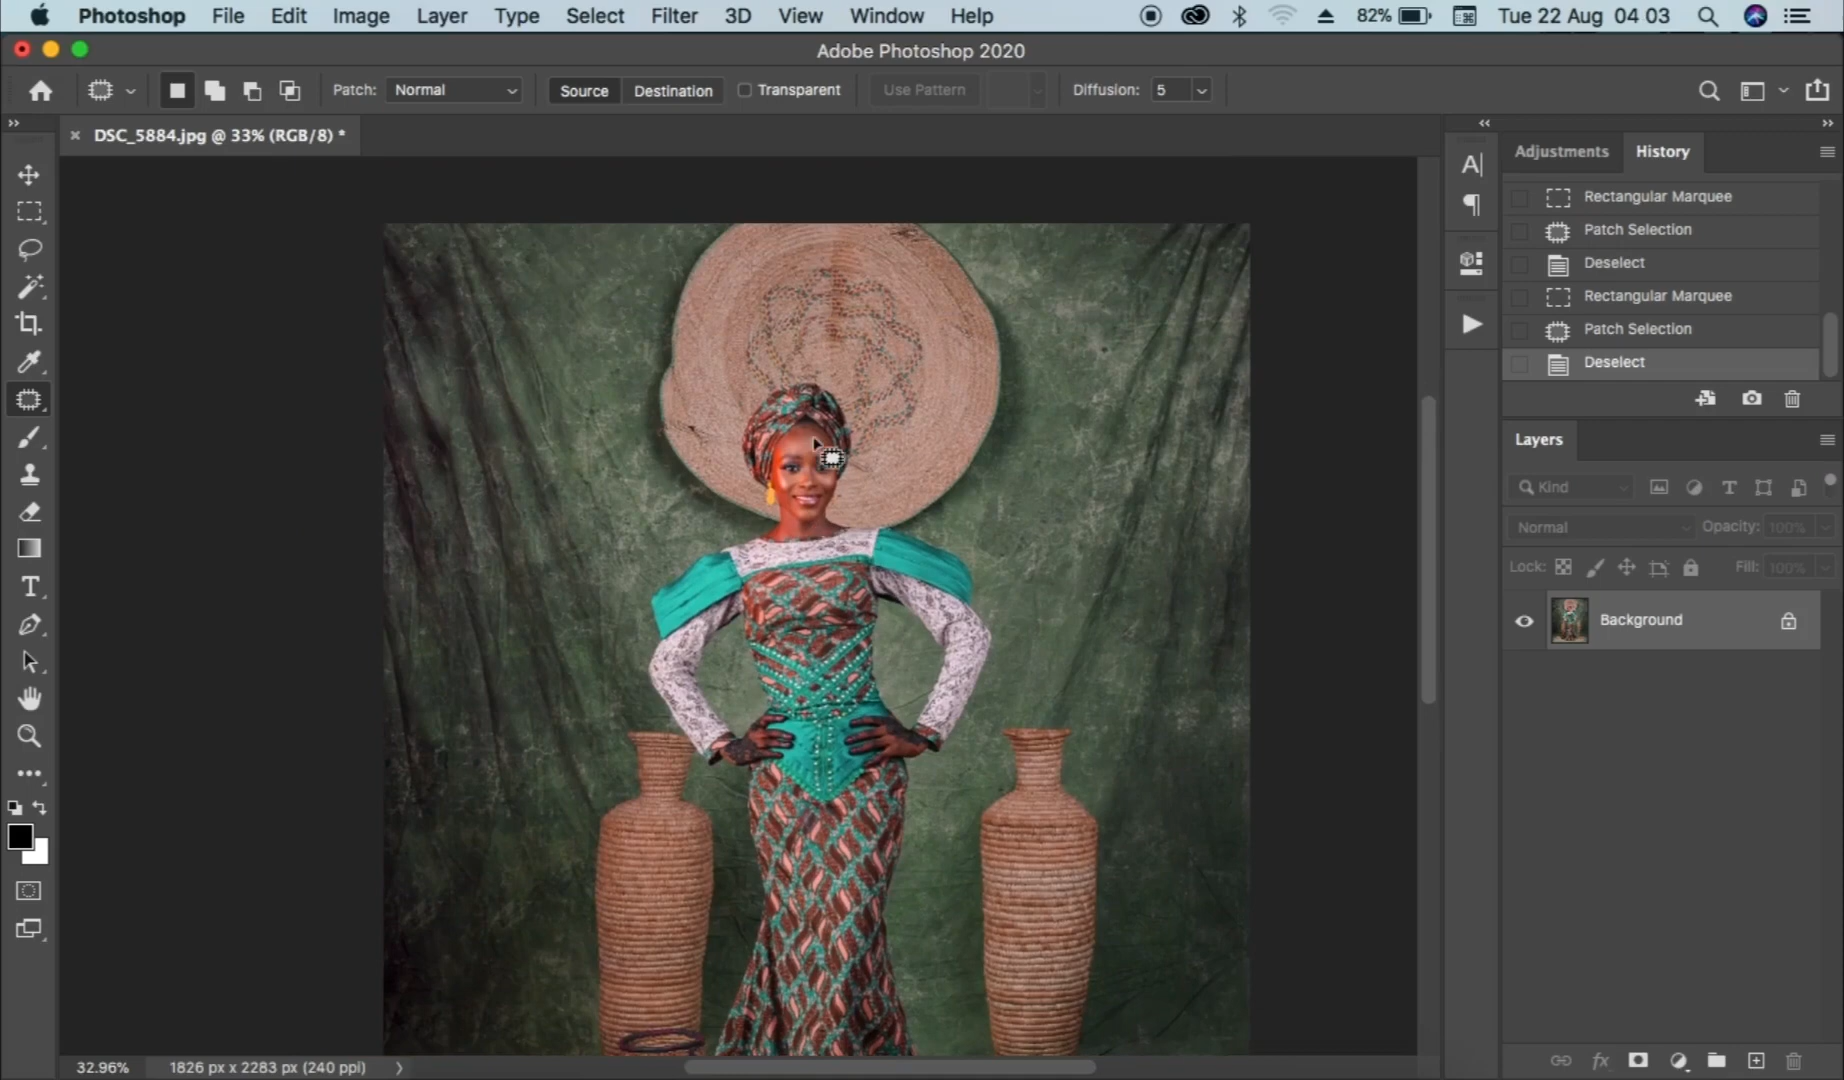 Photoshop File Edit Image Layer Type Select Filter 3D View Window Help 82% Tue 22 Aug 04 03
Adobe Photoshop 2020
Patch: Normal Source Destination Transparent Use Pattern Diffusion: 5
DSC_5884.jpg @ 33% (RGB/8) *
Adjustments History
Rectangular Marquee
Patch Selection
Deselect
Rectangular Marquee
Patch Selection
Deselect
Layers
Kind
Normal Opacity: 100%
Lock: Fill: 100%
Background
32.96% 1826 px x 2283 px (240 ppi)